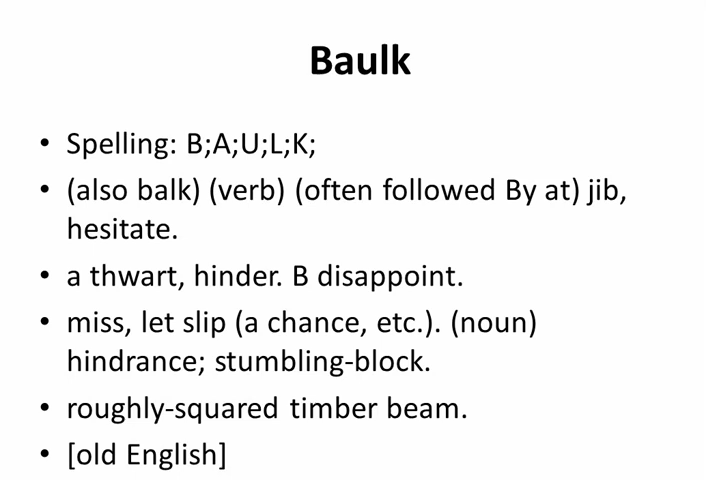 Baulk
• Spelling: B;A;U;L;K;
• (also balk) (verb) (often followed By at) jib,
hesitate.
• a thwart, hinder. B disappoint.
• miss, let slip (a chance, etc.). (noun)
hindrance; stumbling-block.
• roughly-squared timber beam.
• [old English]